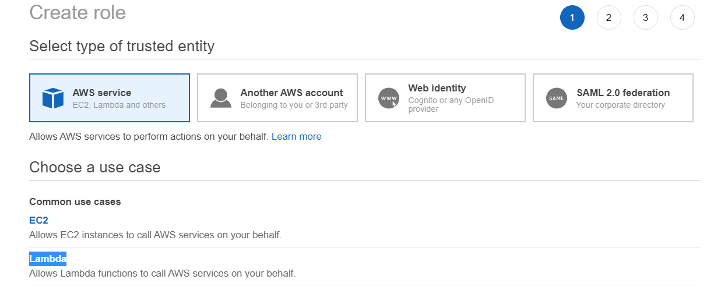 Create role
1 2 3 4
Select type of trusted entity
AWS service
EC2, Lambda and others
Another AWS account
Belonging to you or 3rd party
WWW
Web identity
Cognito or any OpenID
provider
SAML
SAML 2.0 federation
Your corporate directory
Allows AWS services to perform actions on your behalf. Learn more
Choose a use case
Common use cases
EC2
Allows EC2 instances to call AWS services on your behalf.
Lambda
Allows Lambda functions to call AWS services on your behalf.